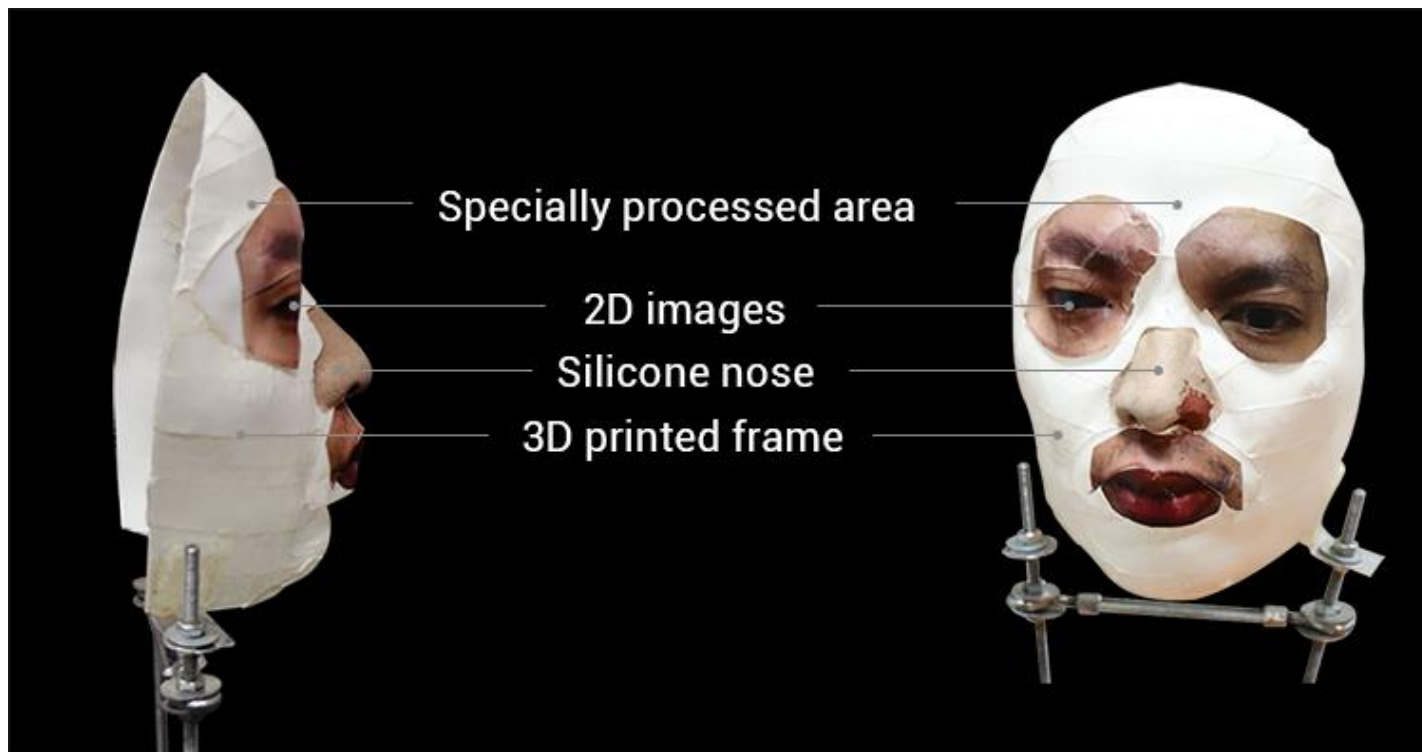 Specially processed area
2D images
Silicone nose
3D printed frame